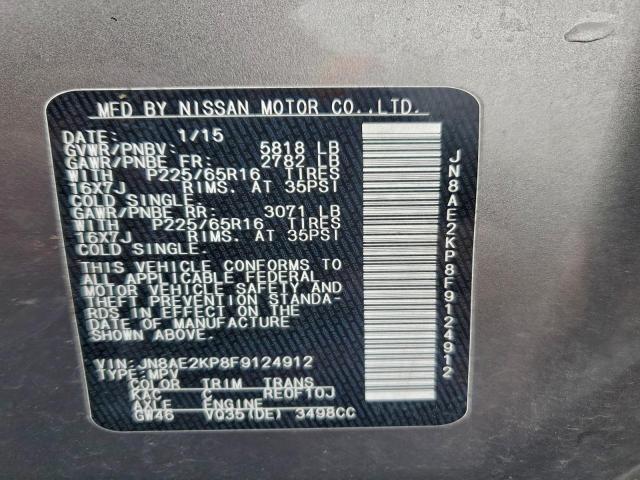 MFD BY NISSAN MOTOR CO.,LTD.
DATE: 1/15
GVWR/PNBV: 5818 LB
GAWR/PNBE FR: 2782 LB
WITH P225/65R16 TIRES
16X7J RIMS. AT 35PSI
COLD SINGLE.
GAWR/PNBE RR: 3071 LB
WITH P225/65R16 TIRES
16X7J RIMS. AT 35PSI
COLD SINGLE.
THIS VEHICLE CONFORMS TO
ALL APPLICABLE FEDERAL
MOTOR VEHICLE SAFETY AND
THEFT PREVENTION STANDA-
RDS IN EFFECT ON THE
DATE OF MANUFACTURE
SHOWN ABOVE.
VIN: JN8AE2KP8F9124912
TYPE: MPV
COLOR TRIM TRANS
KAC C RE0F10J
AXLE ENGINE
GW46 VQ35(DE) 3498CC
JN8AE2KP8F9124912